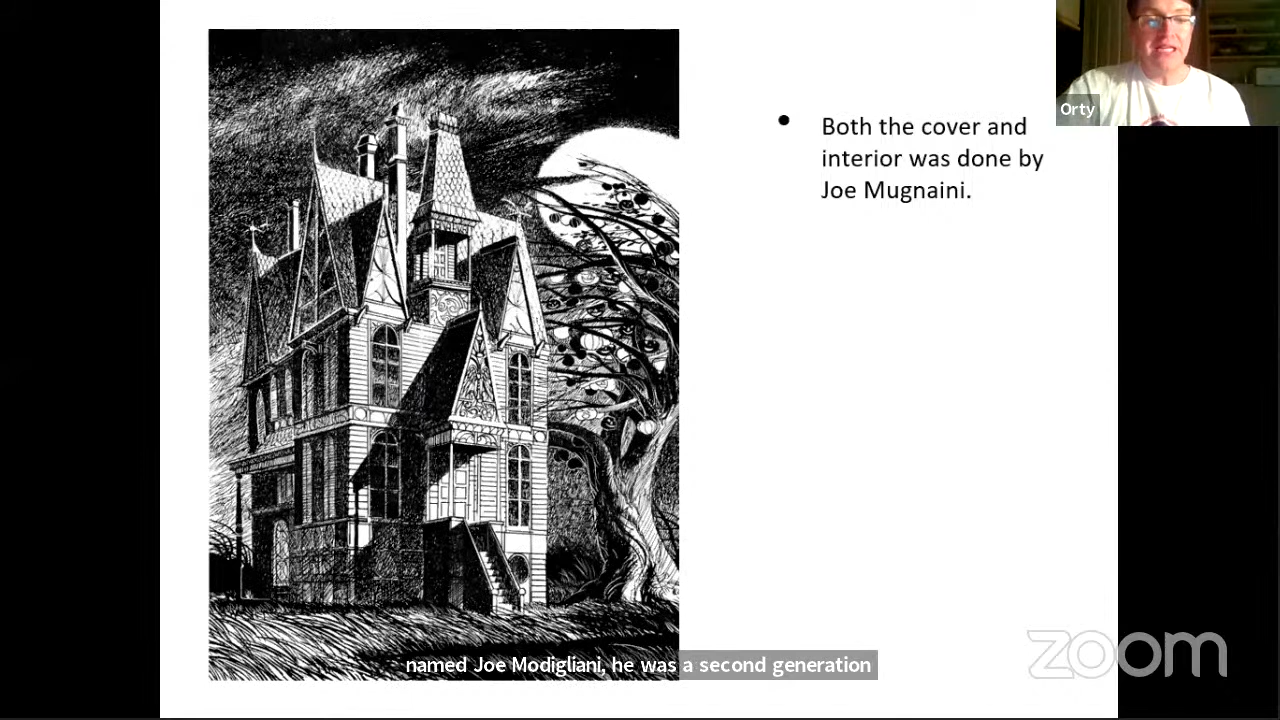 Orty
Both the cover and
interior was done by
Joe Mugnaini.
named Joe Modigliani, he was a second generation
zoom